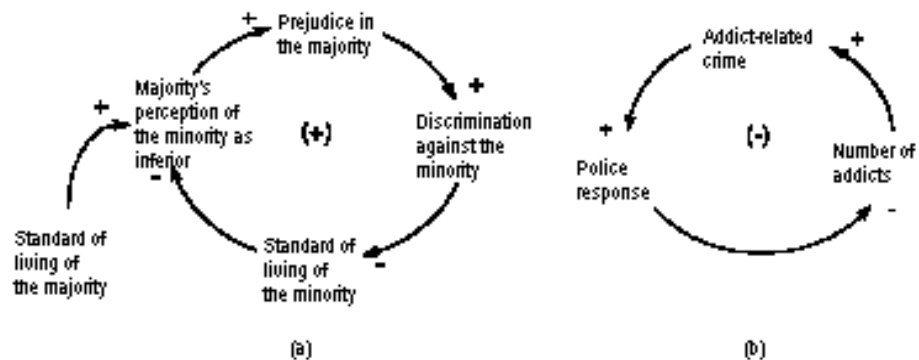 +
Prejudice in
the majority
+
Majority's
perception of
the minority as
inferior
+
-
(+)
Discrimination
against the
minority
Standard of
living of
the majority
Standard of
living of
the minority
-
(a)
Addict-related
crime
+
+
(-)
Police
response
Number of
addicts
-
(b)